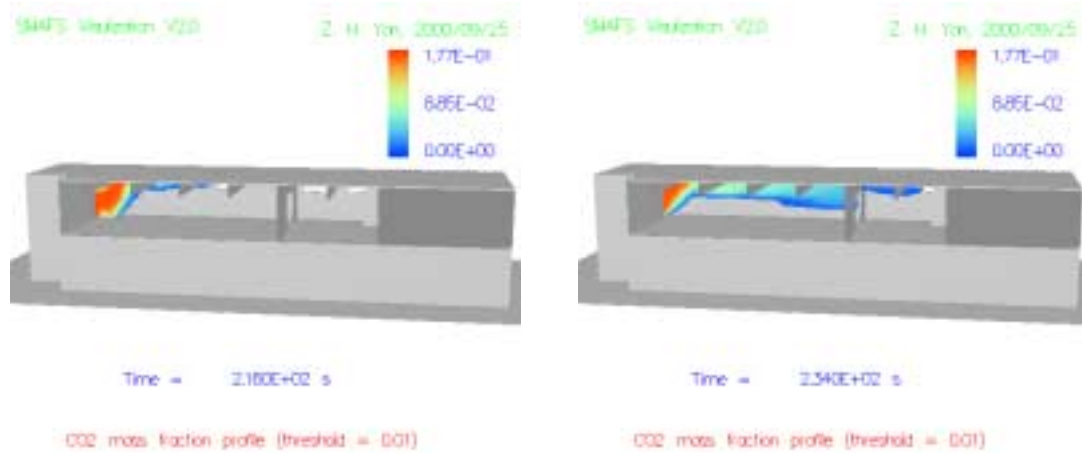 SMAFS Visulization V2.0
Z. H. Yan, 2000/09/25
1.77E-01
8.85E-02
0.00E+00
Time = 2.160E+02 s
CO2 mass fraction profile (threshold = 0.01)
SMAFS Visulization V2.0
Z. H. Yan, 2000/09/25
1.77E-01
8.85E-02
0.00E+00
Time = 2.340E+02 s
CO2 mass fraction profile (threshold = 0.01)